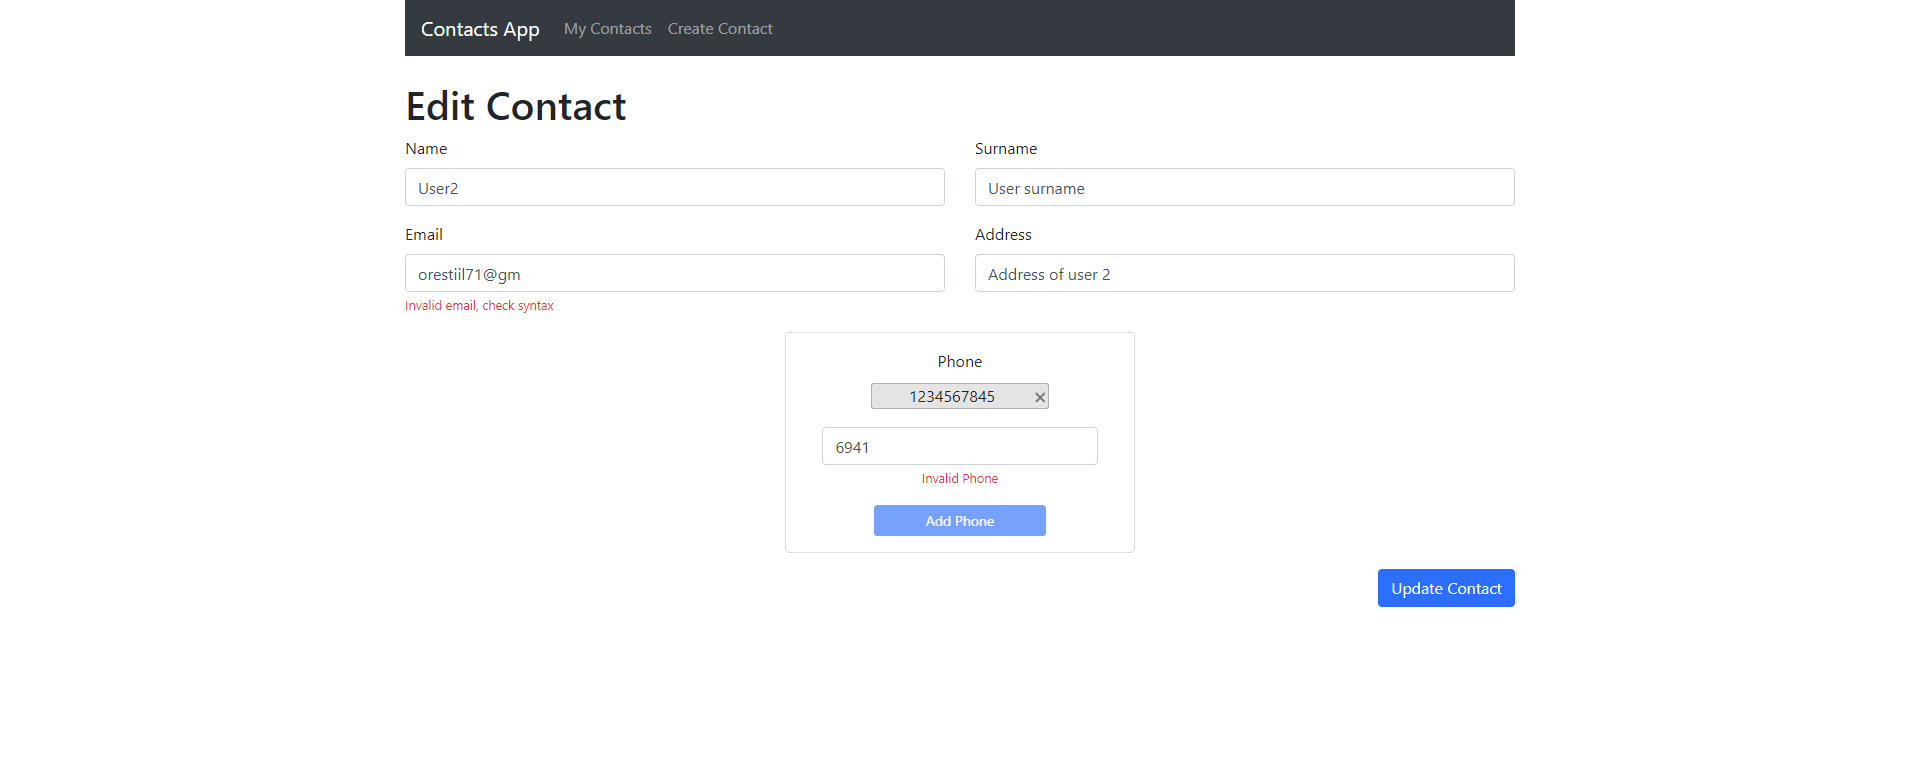 Contacts App My Contacts Create Contact
Edit Contact
Name Surname
User2 User surname
Email Address
orestiil71@gm Address of user 2
Invalid email, check syntax
Phone
1234567845 ×
6941
Invalid Phone
Add Phone
Update Contact